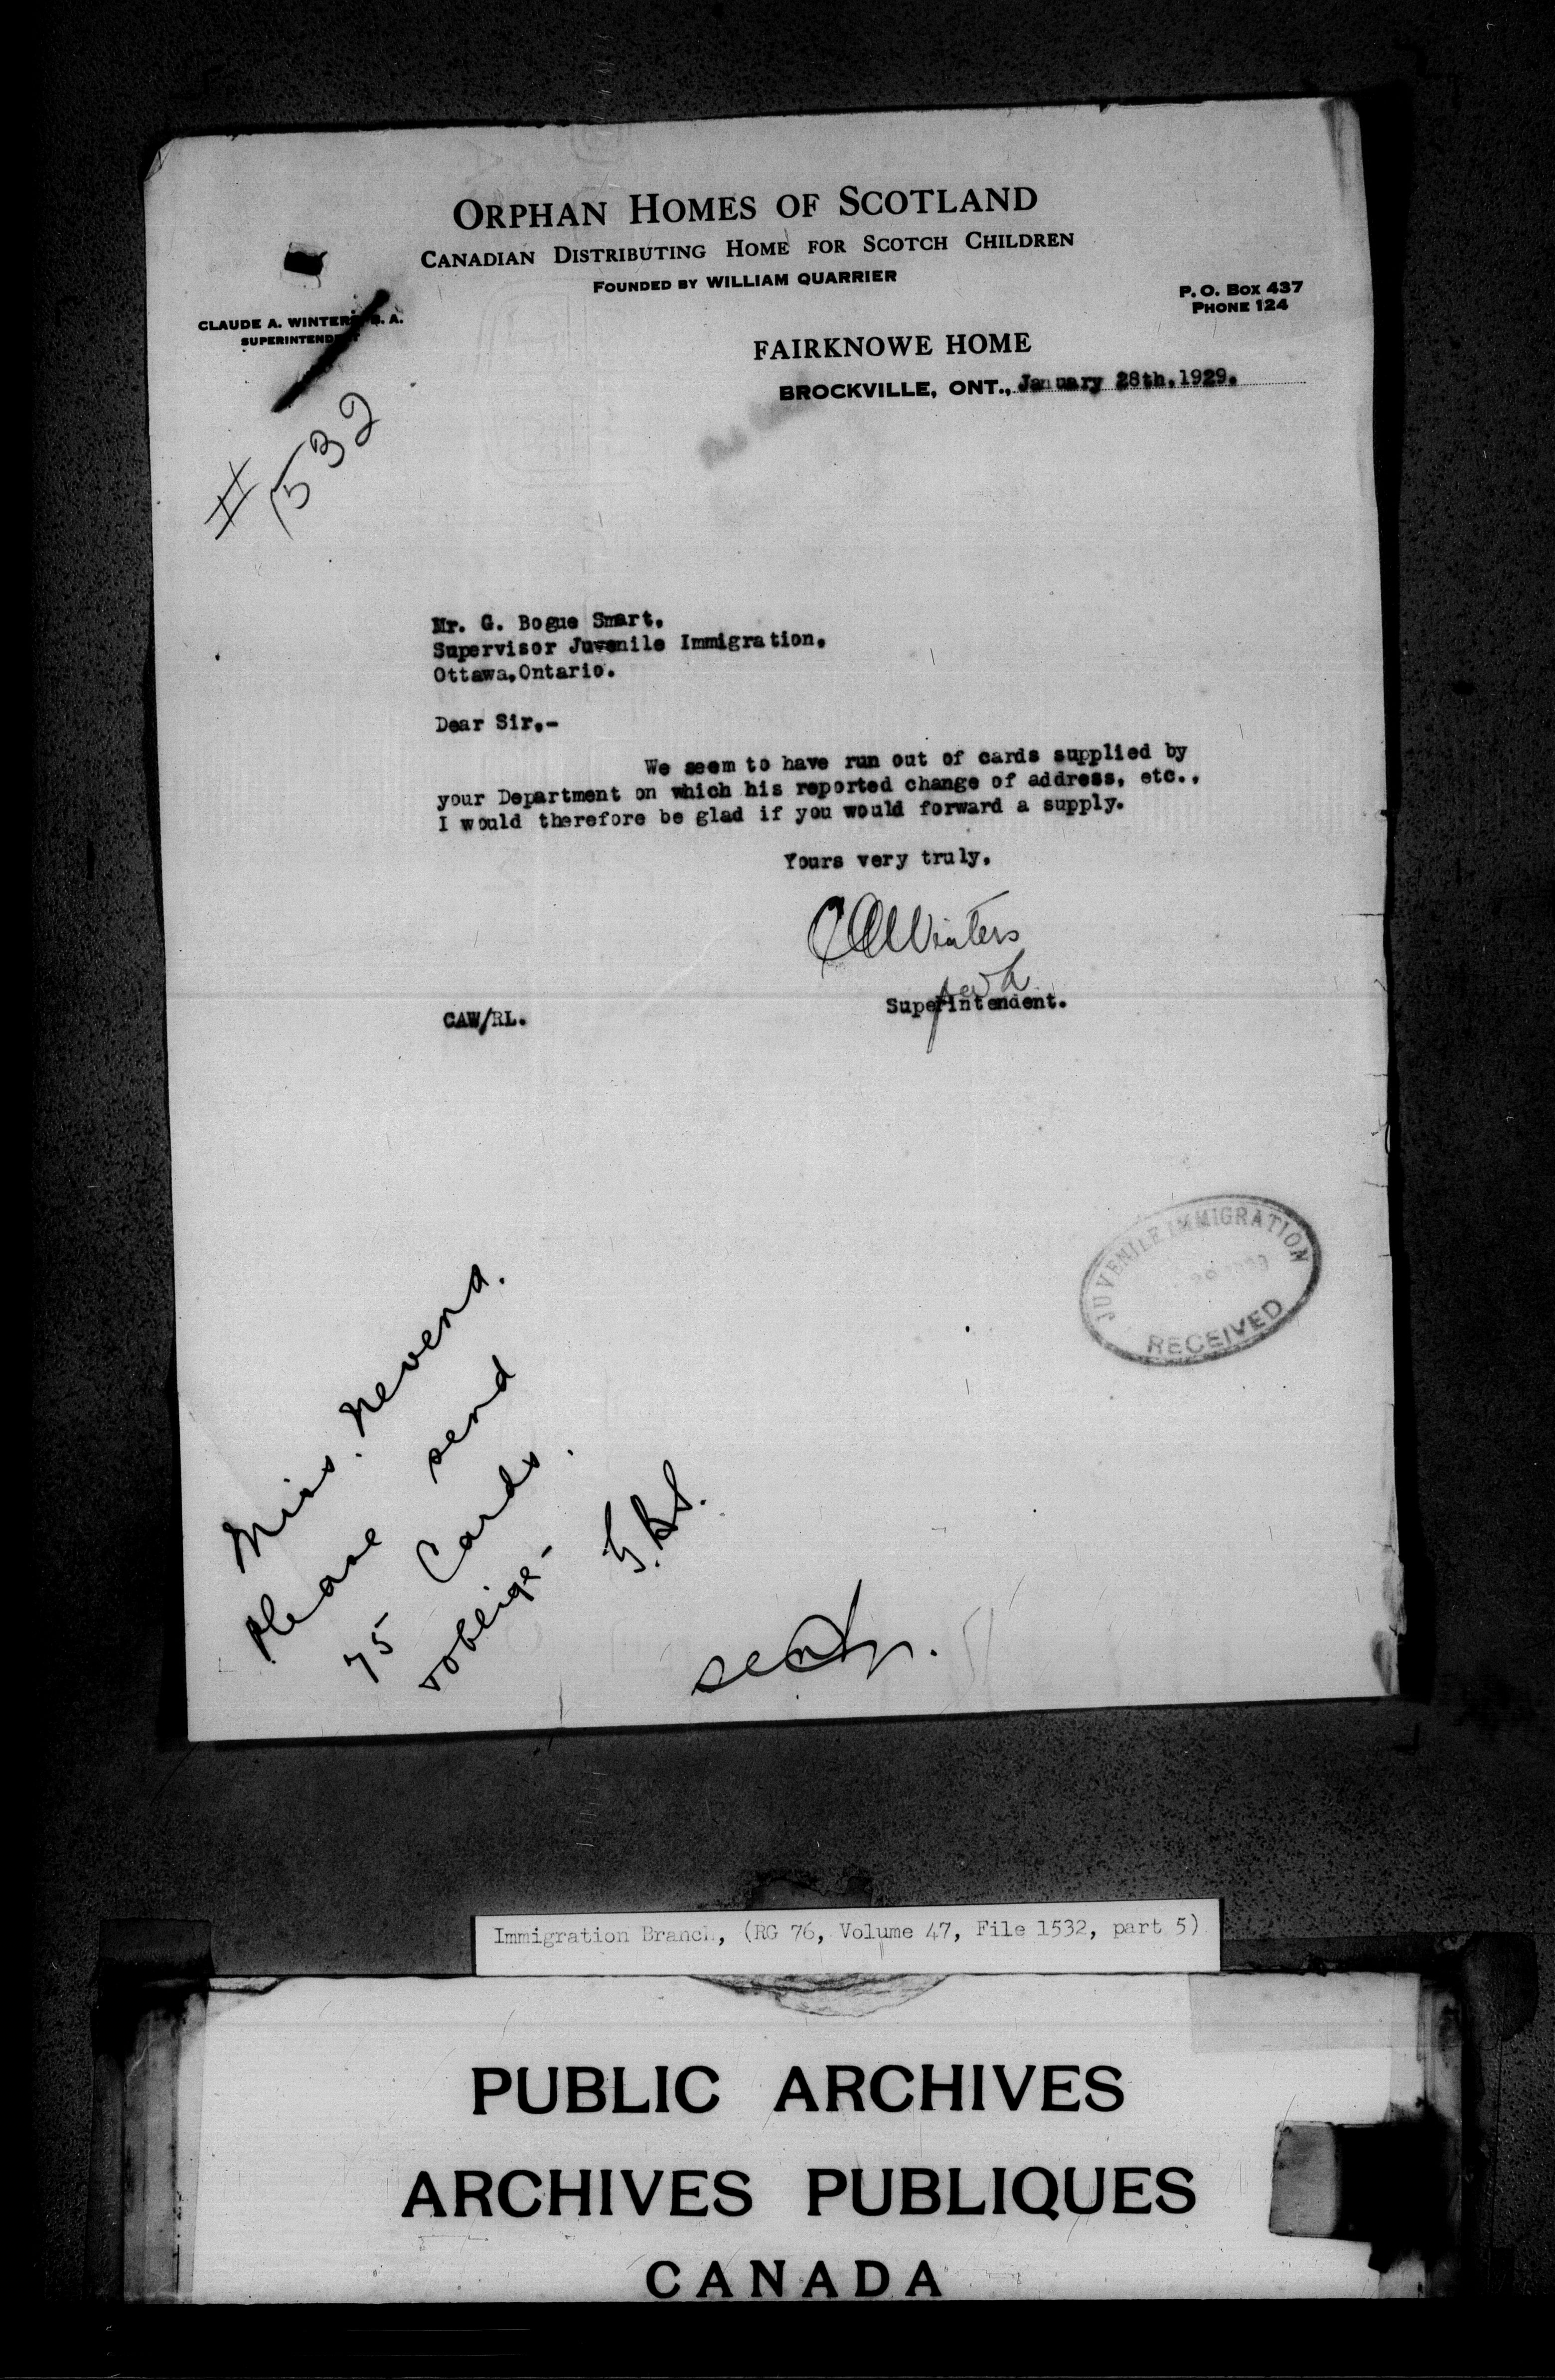 ORPHAN HOMES OF SCOTLAND
CANADIAN DISTRIBUTING HOME FOR SCOTCH CHILDREN
FOUNDED BY WILLIAM QUARRIER
P. O. Box 437
PHONE 124
CLAUDE A. WINTERS, B. A.
SUPERINTENDENT
FAIRKNOWE HOME
BROCKVILLE, ONT., January 28th,1929.
# 1532
Mr. G. Bogue Smart,
Supervisor Juvenile Immigration,
Ottawa,Ontario.
Dear Sir,-
We seem to have run out of cards supplied by
your Department on which his reported change of address, etc.,
I would therefore be glad if you would forward a supply.
Yours very truly,
CAWinters
Superintendent.
CAW/RL.
JUVENILE IMMIGRATION
RECEIVED
Miss. Nevena.
Please send
75 Cards.
& obleige-
G.B.S.
sent
Immigration Branch, (RG 76, Volume 47, File 1532, part 5)
PUBLIC ARCHIVES
ARCHIVES PUBLIQUES
CANADA